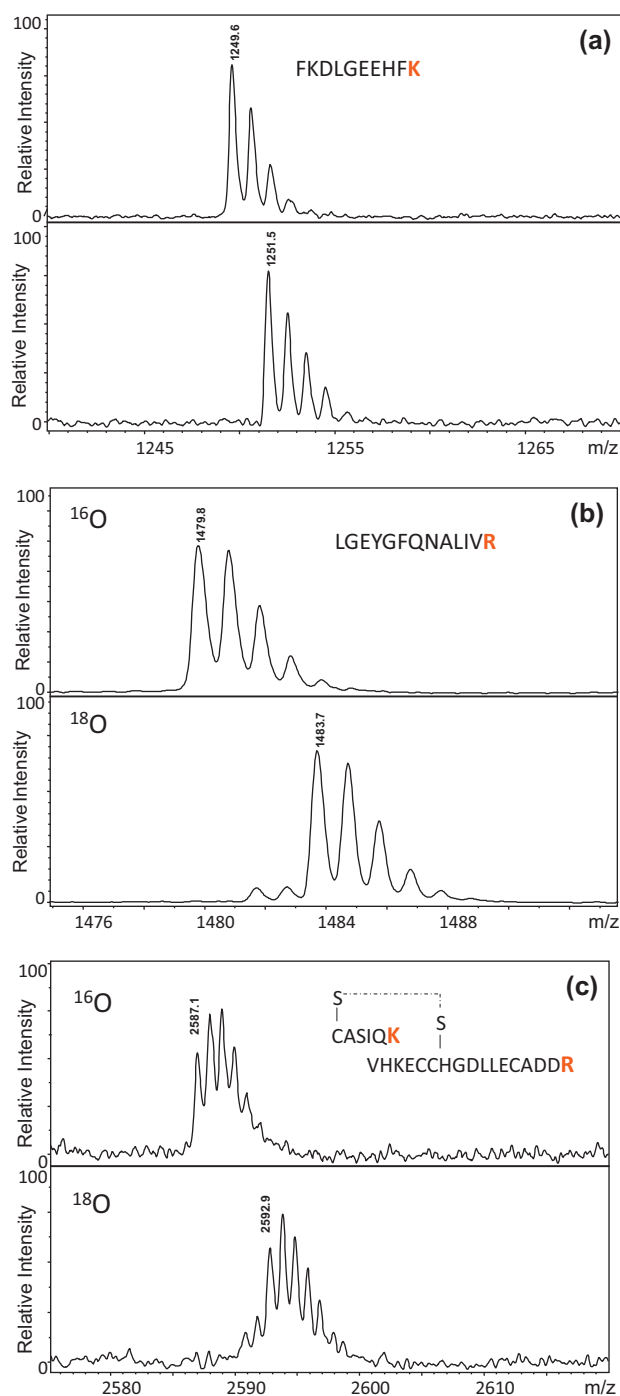 (a)
100
Relative Intensity
0
1249.6
FKDLGEEHFK
100
Relative Intensity
0
1251.5
1245 1255 1265 m/z
(b)
100
Relative Intensity
0
¹⁶O
1479.8
LGEYGFQNALIVR
100
Relative Intensity
0
¹⁸O
1483.7
1476 1480 1484 1488 m/z
(c)
100
Relative Intensity
0
¹⁶O
2587.1
S
S
CASIQK
VHKECCHGDLLECADDR
100
Relative Intensity
0
¹⁸O
2592.9
2580 2590 2600 2610 m/z